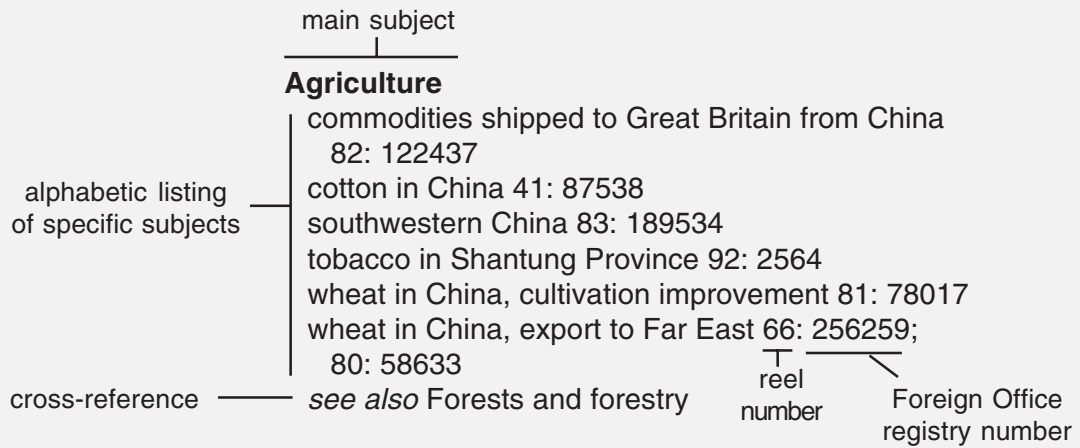 main subject
Agriculture
commodities shipped to Great Britain from China
82: 122437
alphabetic listing
of specific subjects
cotton in China 41: 87538
southwestern China 83: 189534
tobacco in Shantung Province 92: 2564
wheat in China, cultivation improvement 81: 78017
wheat in China, export to Far East 66: 256259;
80: 58633
cross-reference
see also Forests and forestry
reel
number
Foreign Office
registry number